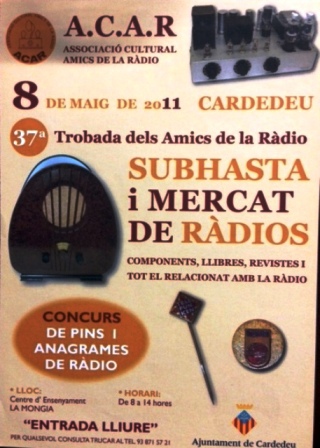 A.C.A.R
ASSOCIACIÓ CULTURAL
AMICS DE LA RÀDIO
ACAR
8 DE MAIG DE 2011 CARDEDEU
37ª Trobada dels Amics de la Ràdio
SUBHASTA
i MERCAT
DE RÀDIOS
COMPONENTS, LLIBRES, REVISTES I
TOT EL RELACIONAT AMB LA RÀDIO
CONCURS
DE PINS I
ANAGRAMES
DE RÀDIO
* LLOC:
Centre d' Ensenyament
LA MONGIA
* HORARI:
De 8 a 14 hores
"ENTRADA LLIURE"
PER QUALSEVOL CONSULTA TRUCAR AL TEL. 93 871 57 21
Ajuntament de Cardedeu